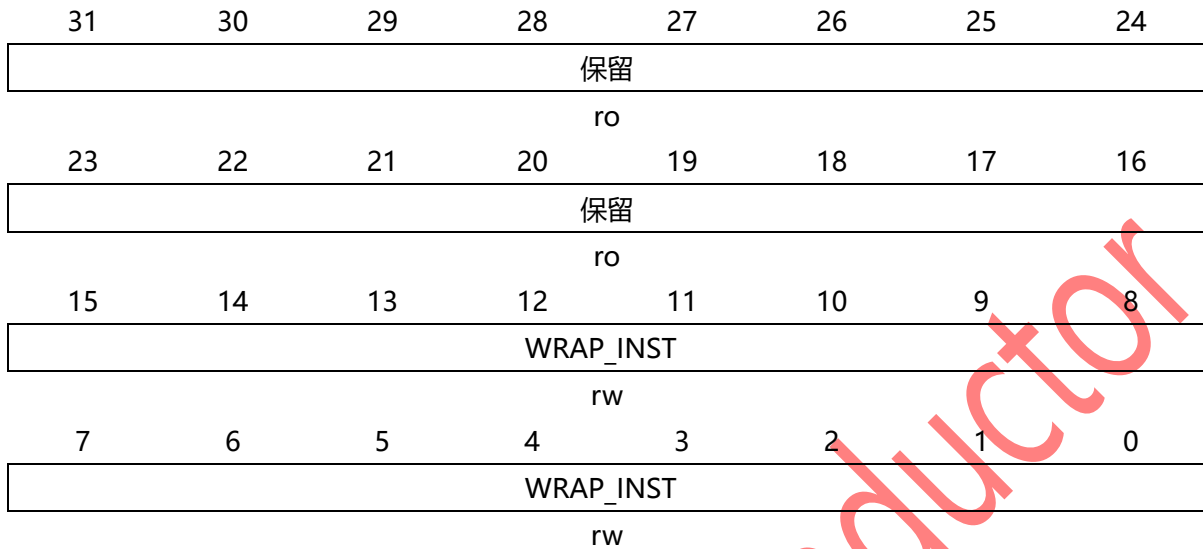 31 30 29 28 27 26 25 24
保留
ro
23 22 21 20 19 18 17 16
保留
ro
15 14 13 12 11 10 9 8
WRAP_INST
rw
7 6 5 4 3 2 1 0
WRAP_INST
rw
ductor